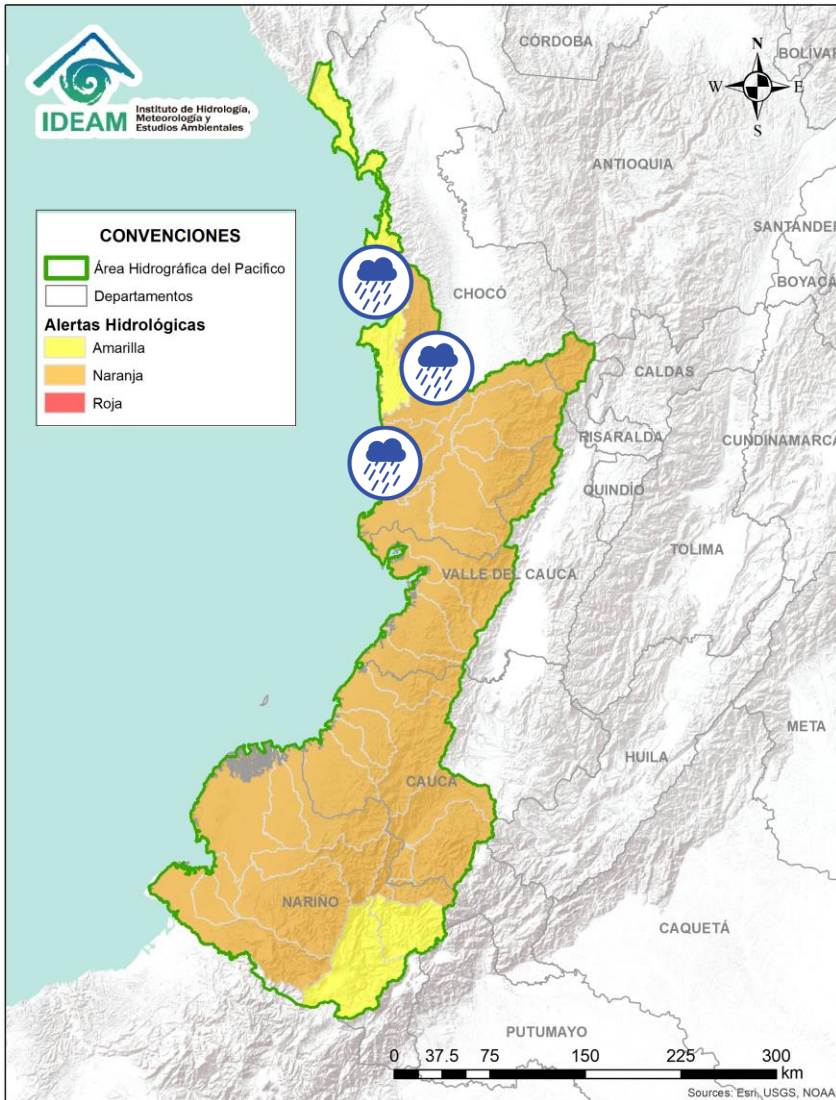 IDEAM
Instituto de Hidrología,
Meteorología y
Estudios Ambientales
CÓRDOBA
BOLÍVAR
N
W
E
S
ANTIOQUIA
SANTANDER
BOYACÁ
CONVENCIONES
Área Hidrográfica del Pacifico
Departamentos
Alertas Hidrológicas
Amarilla
Naranja
Roja
CHOCÓ
CALDAS
RISARALDA
CUNDINAMARCA
QUINDÍO
TOLIMA
VALLE DEL CAUCA
META
HUILA
CAUCA
NARIÑO
CAQUETÁ
PUTUMAYO
0 37.5 75 150 225 300
km
Sources: Esri, USGS, NOAA